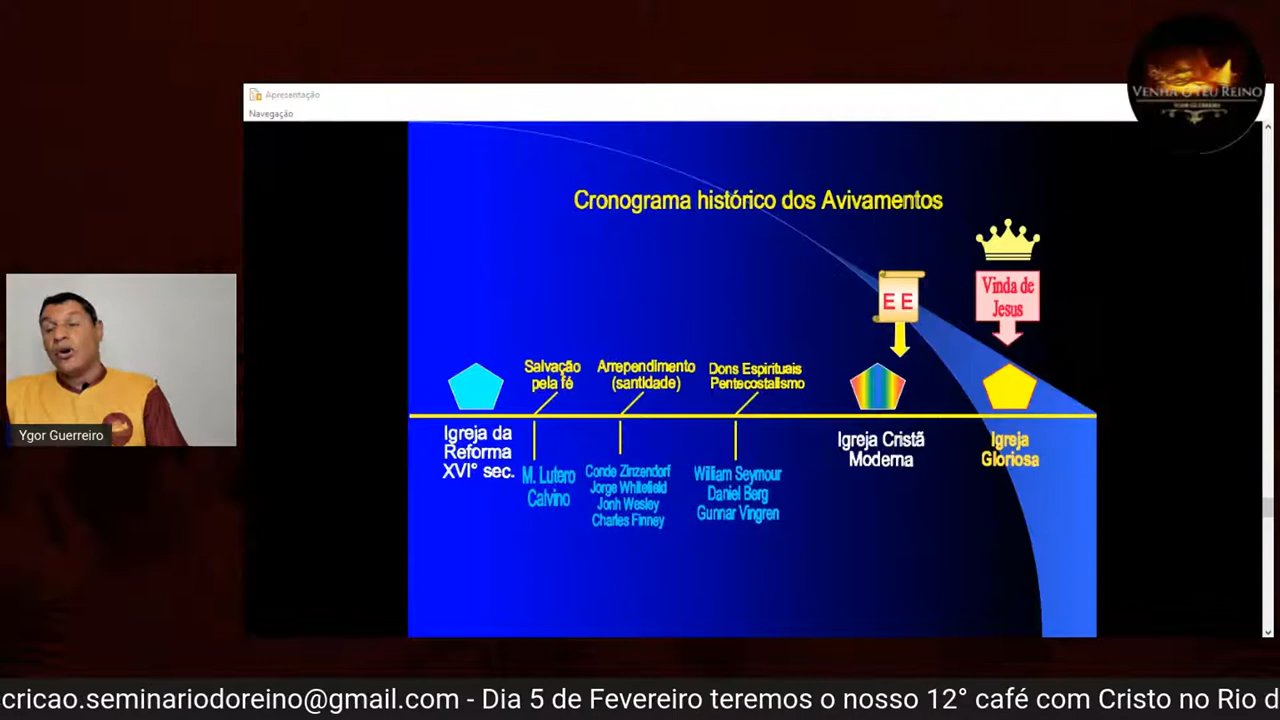 VENHA O TEU REINO
YGOR GUERREIRO
Apresentação
Navegação
Cronograma histórico dos Avivamentos
E E
Vinda de
Jesus
Salvação
pela fé
Arrependimento
(santidade)
Dons Espirituais
Pentecostalismo
Igreja da
Reforma
XVI° sec.
M. Lutero
Calvino
Conde Zinzendorf
Jorge Whitefield
Jonh Wesley
Charles Finney
William Seymour
Daniel Berg
Gunnar Vingren
Igreja Cristã
Moderna
Igreja
Gloriosa
Ygor Guerreiro
cricao.seminariodoreino@gmail.com - Dia 5 de Fevereiro teremos o nosso 12° café com Cristo no Rio d